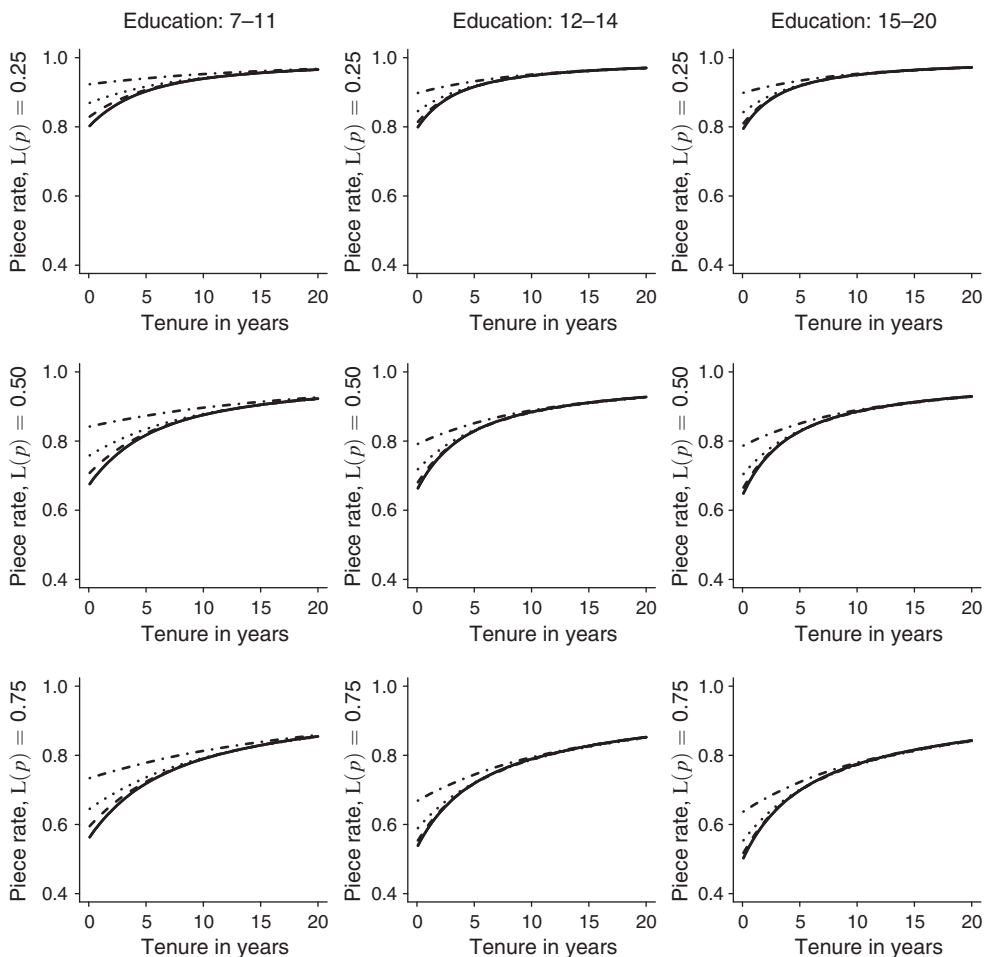 Education: 7–11
Education: 12–14
Education: 15–20
Piece rate, L(p) = 0.25
1.0
0.8
0.6
0.4
0 5 10 15 20
Tenure in years
Piece rate, L(p) = 0.25
1.0
0.8
0.6
0.4
0 5 10 15 20
Tenure in years
Piece rate, L(p) = 0.25
1.0
0.8
0.6
0.4
0 5 10 15 20
Tenure in years
Piece rate, L(p) = 0.50
1.0
0.8
0.6
0.4
0 5 10 15 20
Tenure in years
Piece rate, L(p) = 0.50
1.0
0.8
0.6
0.4
0 5 10 15 20
Tenure in years
Piece rate, L(p) = 0.50
1.0
0.8
0.6
0.4
0 5 10 15 20
Tenure in years
Piece rate, L(p) = 0.75
1.0
0.8
0.6
0.4
0 5 10 15 20
Tenure in years
Piece rate, L(p) = 0.75
1.0
0.8
0.6
0.4
0 5 10 15 20
Tenure in years
Piece rate, L(p) = 0.75
1.0
0.8
0.6
0.4
0 5 10 15 20
Tenure in years